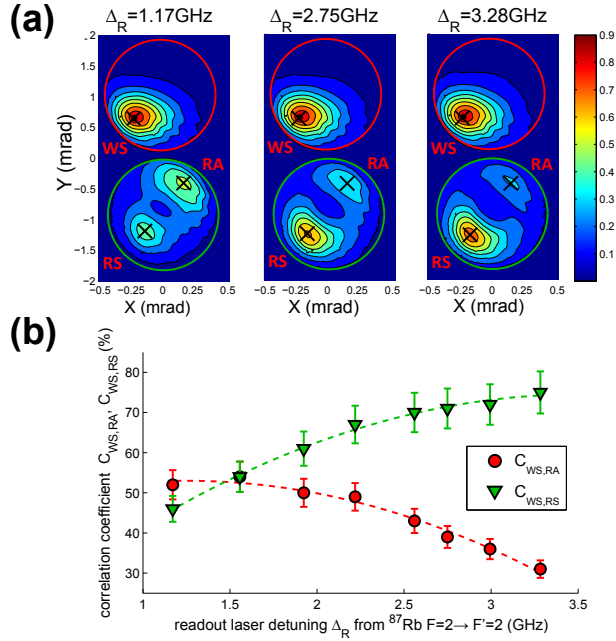 (a)
Δ_R=1.17GHz Δ_R=2.75GHz Δ_R=3.28GHz
2
1.5
1
0.5
0
−0.5
−1
−1.5
−2
Y (mrad)
WS WS WS
RA RA RA
RS RS RS
−0.5 −0.25 0 0.25 0.5 −0.5 −0.25 0 0.25 0.5 −0.5 −0.25 0 0.25 0.5
X (mrad) X (mrad) X (mrad)
0.9
0.8
0.7
0.6
0.5
0.4
0.3
0.2
0.1
(b)
correlation coefficient C_WS,RA, C_WS,RS (%)
90
80
70
60
50
40
30
C_WS,RA
C_WS,RS
1 1.5 2 2.5 3 3.5
readout laser detuning Δ_R from ⁸⁷Rb F=2→ F'=2 (GHz)